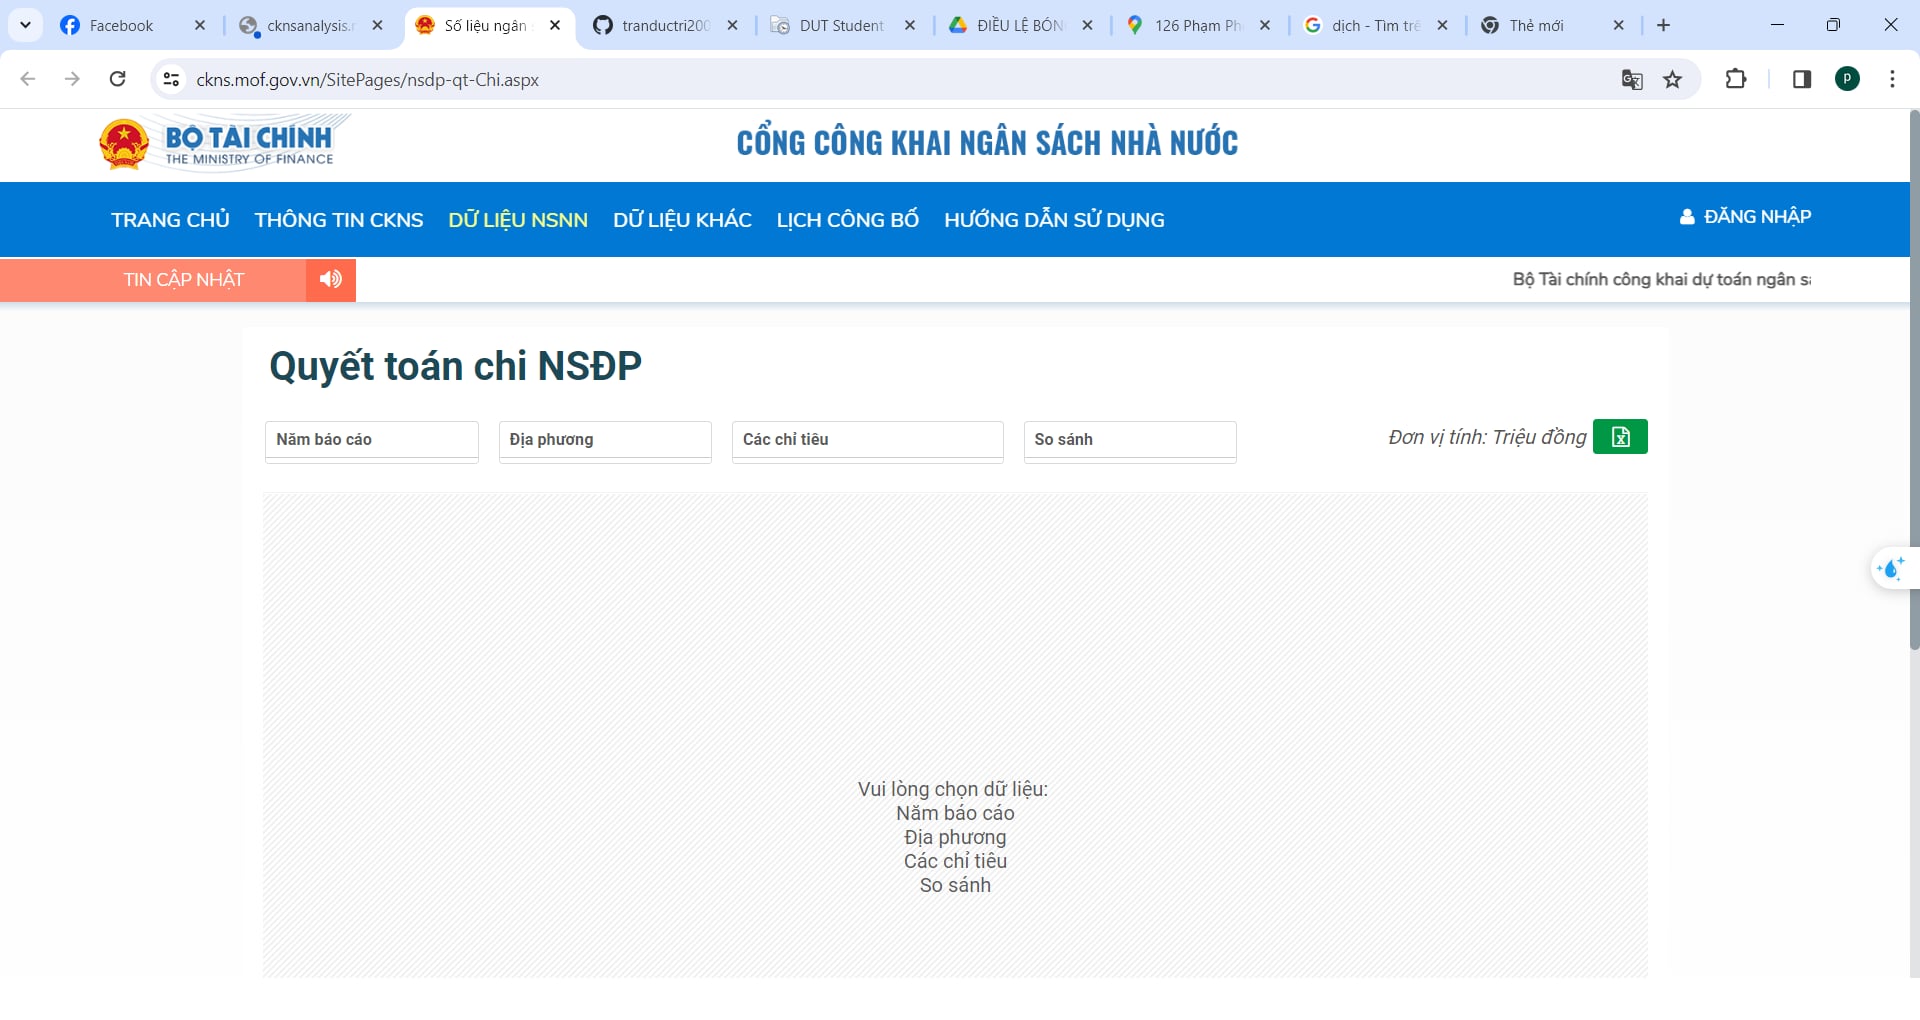 Facebook
cknsanalysis.r
Số liệu ngân s
tranductri200
DUT Student
ĐIỀU LỆ BÓN
126 Phạm Ph
dịch - Tìm trê
Thẻ mới
ckns.mof.gov.vn/SitePages/nsdp-qt-Chi.aspx
P
BỘ TÀI CHÍNH
THE MINISTRY OF FINANCE
CỔNG CÔNG KHAI NGÂN SÁCH NHÀ NƯỚC
TRANG CHỦ THÔNG TIN CKNS DỮ LIỆU NSNN DỮ LIỆU KHÁC LỊCH CÔNG BỐ HƯỚNG DẪN SỬ DỤNG
ĐĂNG NHẬP
TIN CẬP NHẬT
Bộ Tài chính công khai dự toán ngân sá
Quyết toán chi NSĐP
Năm báo cáo
Địa phương
Các chỉ tiêu
So sánh
Đơn vị tính: Triệu đồng
Vui lòng chọn dữ liệu:
Năm báo cáo
Địa phương
Các chỉ tiêu
So sánh